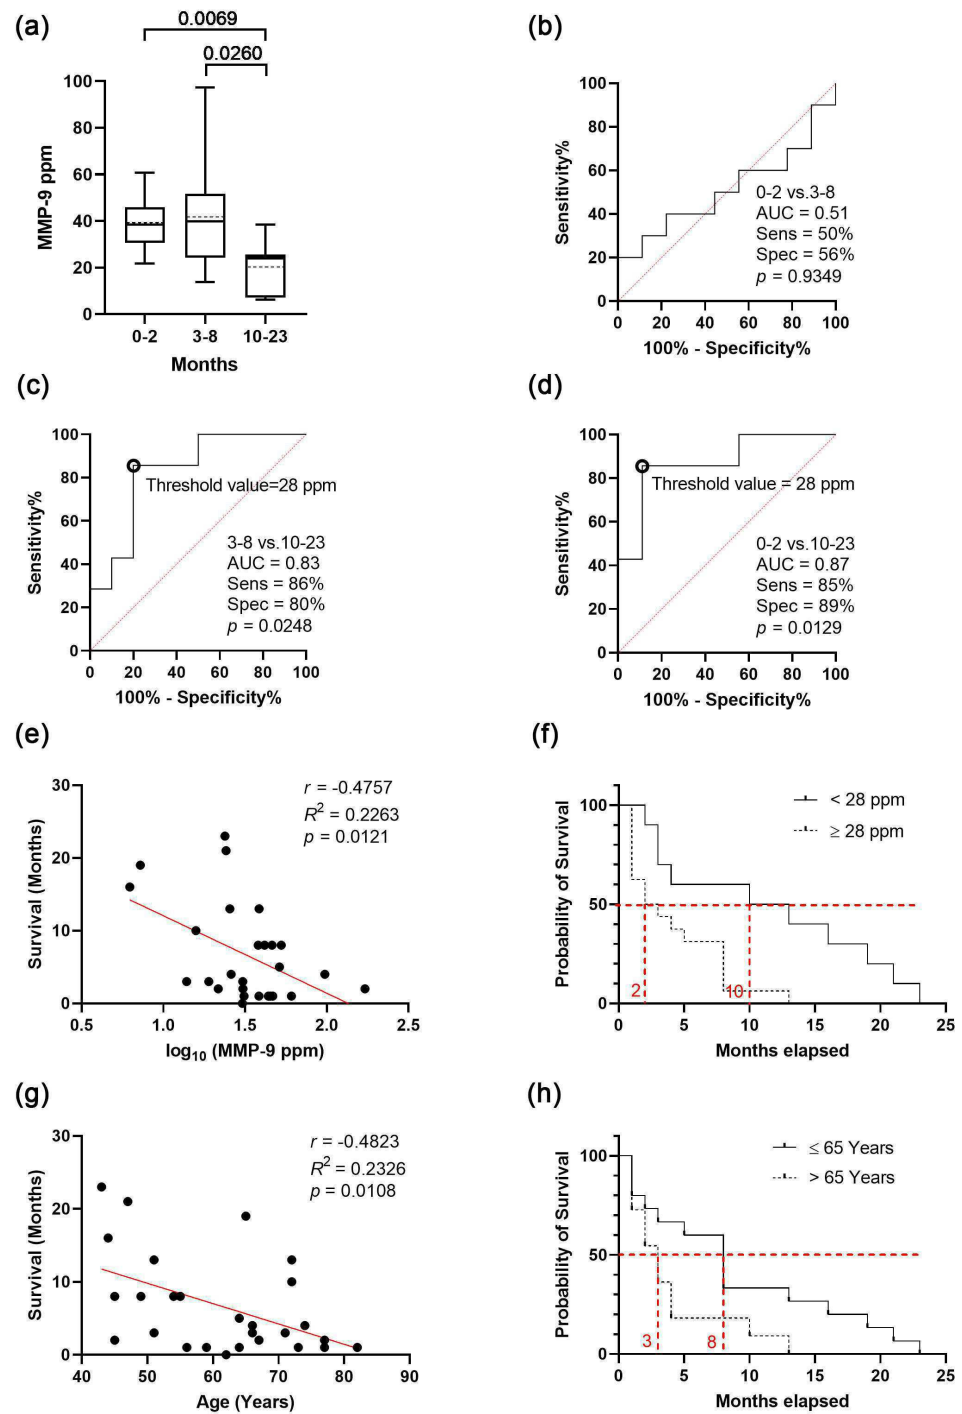 (a)
0.0069
0.0260
100
80
60
40
20
0
MMP-9 ppm
0-2
3-8
10-23
Months
(b)
100
80
60
40
20
0
Sensitivity%
0-2 vs.3-8
AUC = 0.51
Sens = 50%
Spec = 56%
p = 0.9349
0
20
40
60
80
100
100% - Specificity%
(c)
100
80
60
40
20
0
Sensitivity%
Threshold value=28 ppm
3-8 vs.10-23
AUC = 0.83
Sens = 86%
Spec = 80%
p = 0.0248
0
20
40
60
80
100
100% - Specificity%
(d)
100
80
60
40
20
0
Sensitivity%
Threshold value = 28 ppm
0-2 vs.10-23
AUC = 0.87
Sens = 85%
Spec = 89%
p = 0.0129
0
20
40
60
80
100
100% - Specificity%
(e)
30
20
10
0
Survival (Months)
r = -0.4757
R² = 0.2263
p = 0.0121
0.5
1.0
1.5
2.0
2.5
log₁₀ (MMP-9 ppm)
(f)
100
50
0
Probability of Survival
< 28 ppm
≥ 28 ppm
2
10
0
5
10
15
20
25
Months elapsed
(g)
30
20
10
0
Survival (Months)
r = -0.4823
R² = 0.2326
p = 0.0108
40
50
60
70
80
90
Age (Years)
(h)
100
50
0
Probability of Survival
≤ 65 Years
> 65 Years
3
8
0
5
10
15
20
25
Months elapsed